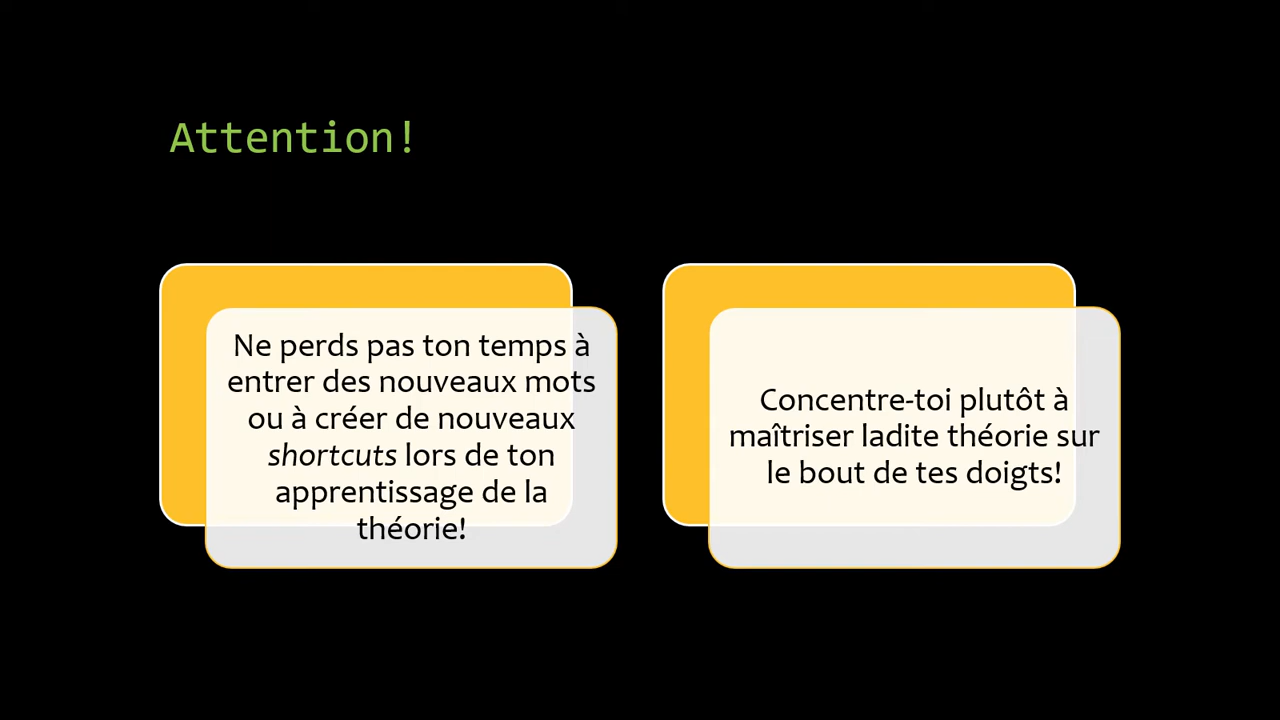 Attention!
Ne perds pas ton temps à
entrer des nouveaux mots
ou à créer de nouveaux
shortcuts lors de ton
apprentissage de la
théorie!
Concentre-toi plutôt à
maîtriser ladite théorie sur
le bout de tes doigts!